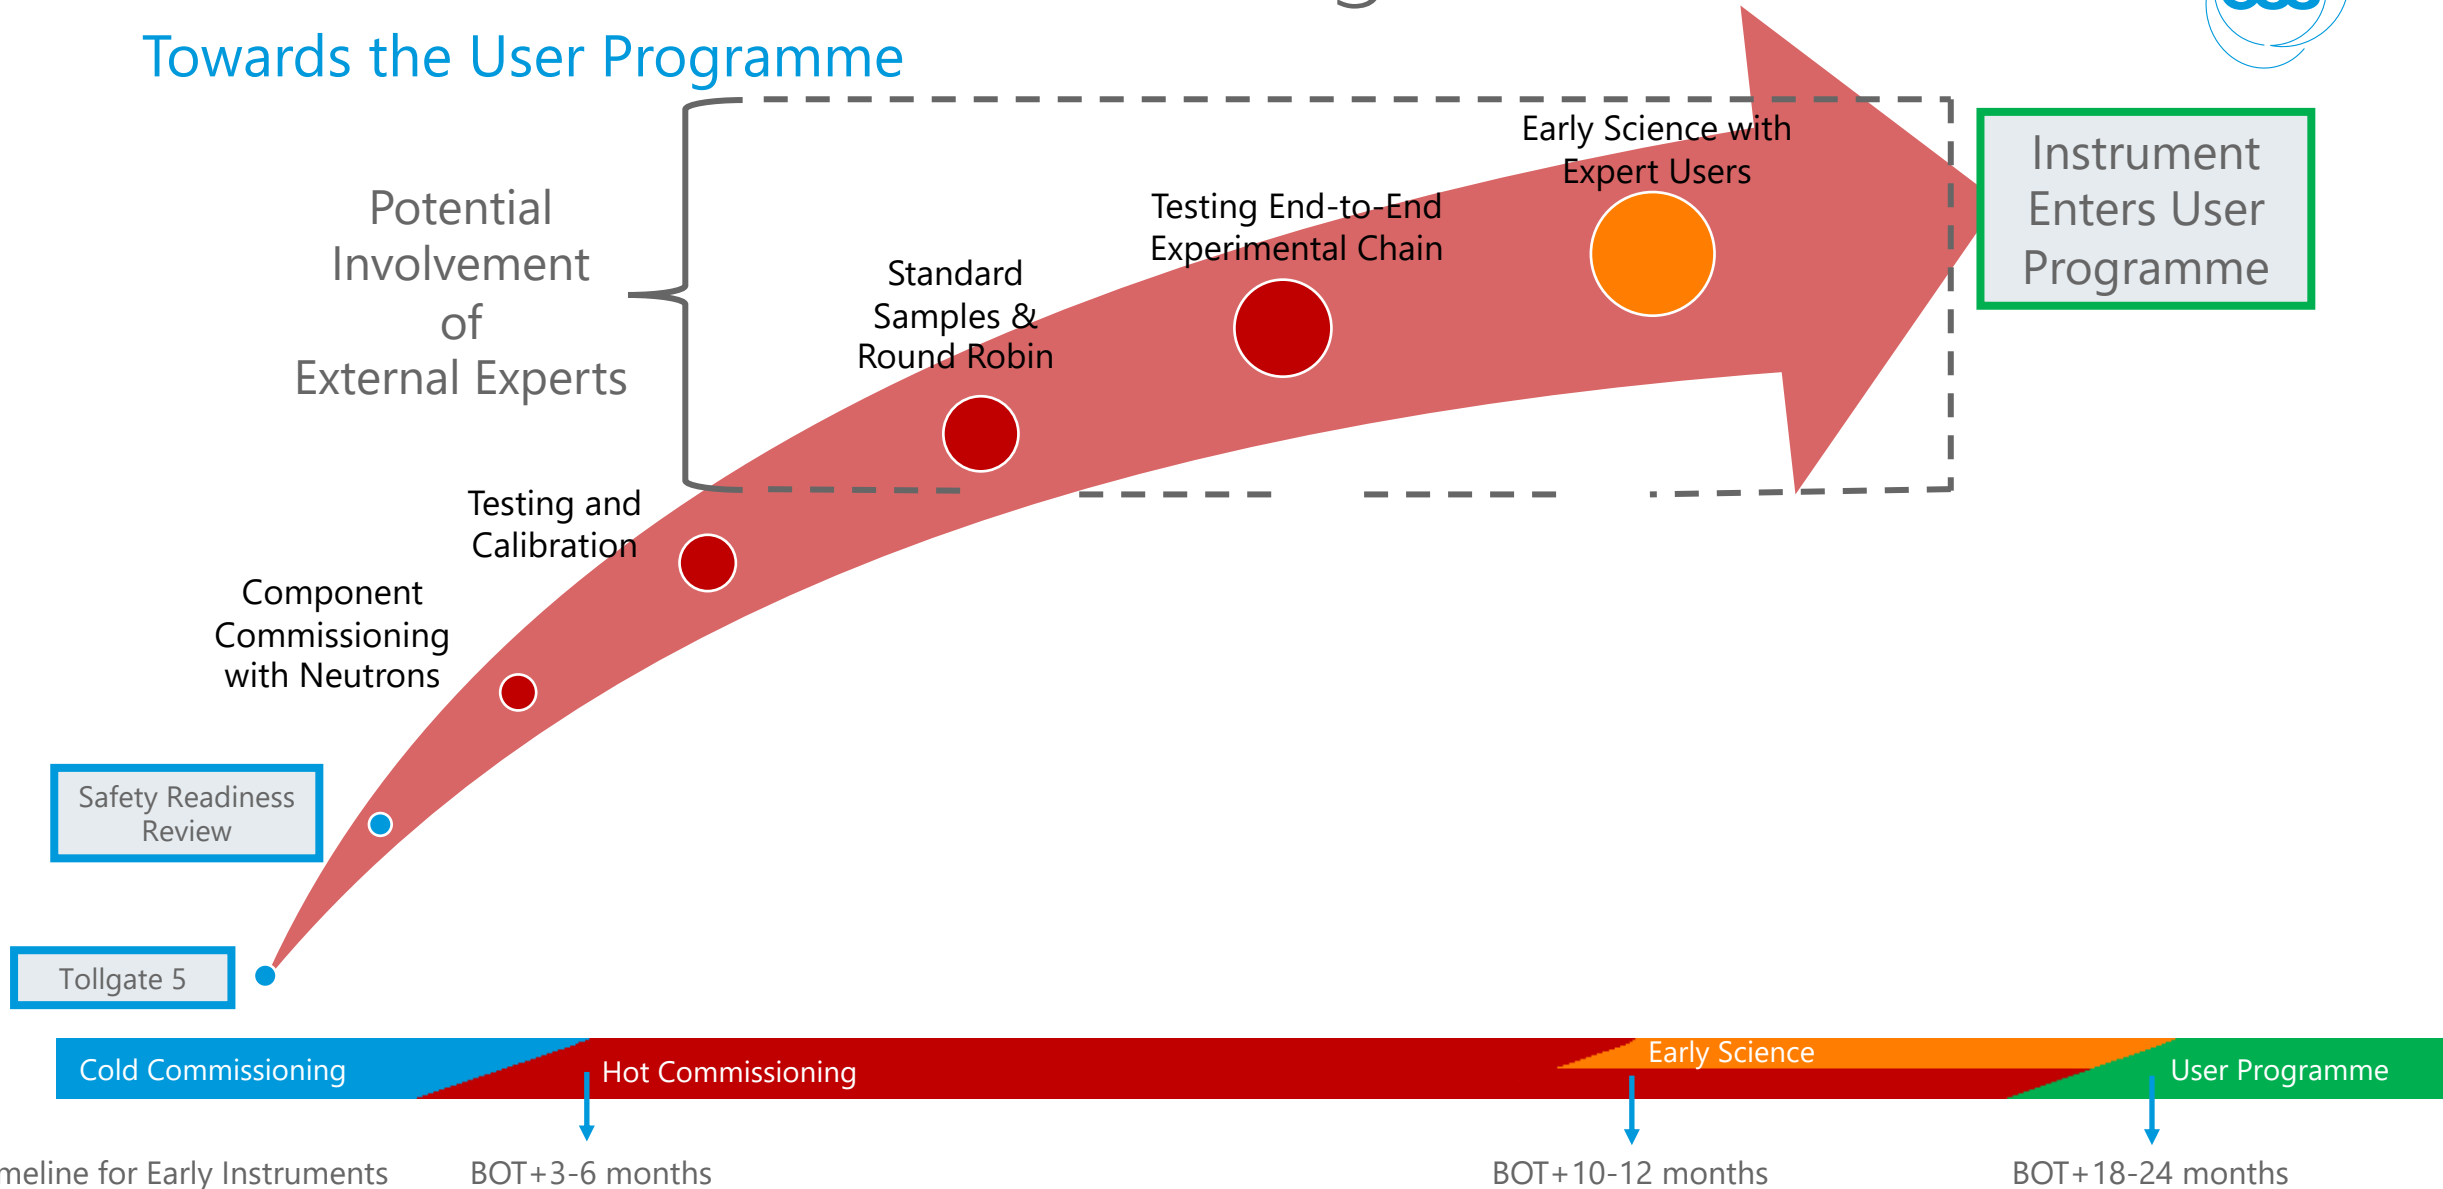 Towards the User Programme
Potential
Involvement
of
External Experts
Early Science with
Expert Users
Instrument
Enters User
Programme
Testing End-to-End
Experimental Chain
Standard
Samples &
Round Robin
Testing and
Calibration
Component
Commissioning
with Neutrons
Safety Readiness
Review
Tollgate 5
Cold Commissioning
Hot Commissioning
Early Science
User Programme
for Early Instruments
BOT+3-6 months
BOT+10-12 months
BOT+18-24 months